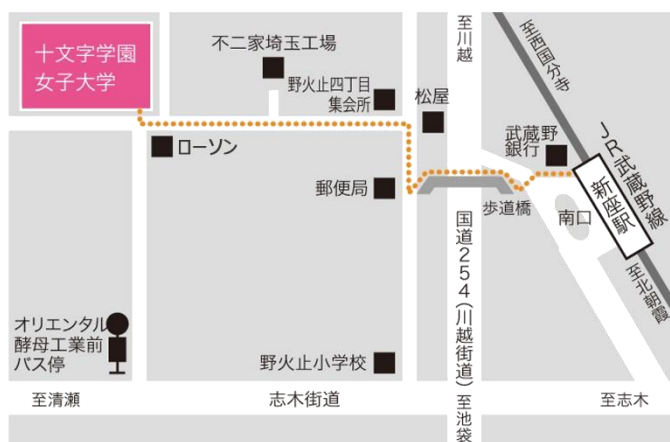 十文字学園
女子大学
不二家埼玉工場
野火止四丁目
集会所
松屋
至川越
至西国分寺
JR武蔵野線
武蔵野
銀行
新座駅
南口
歩道橋
ローソン
郵便局
国道254(川越街道)
至池袋
至北朝霞
オリエンタル
酵母工業前
バス停
野火止小学校
至清瀬
志木街道
至志木